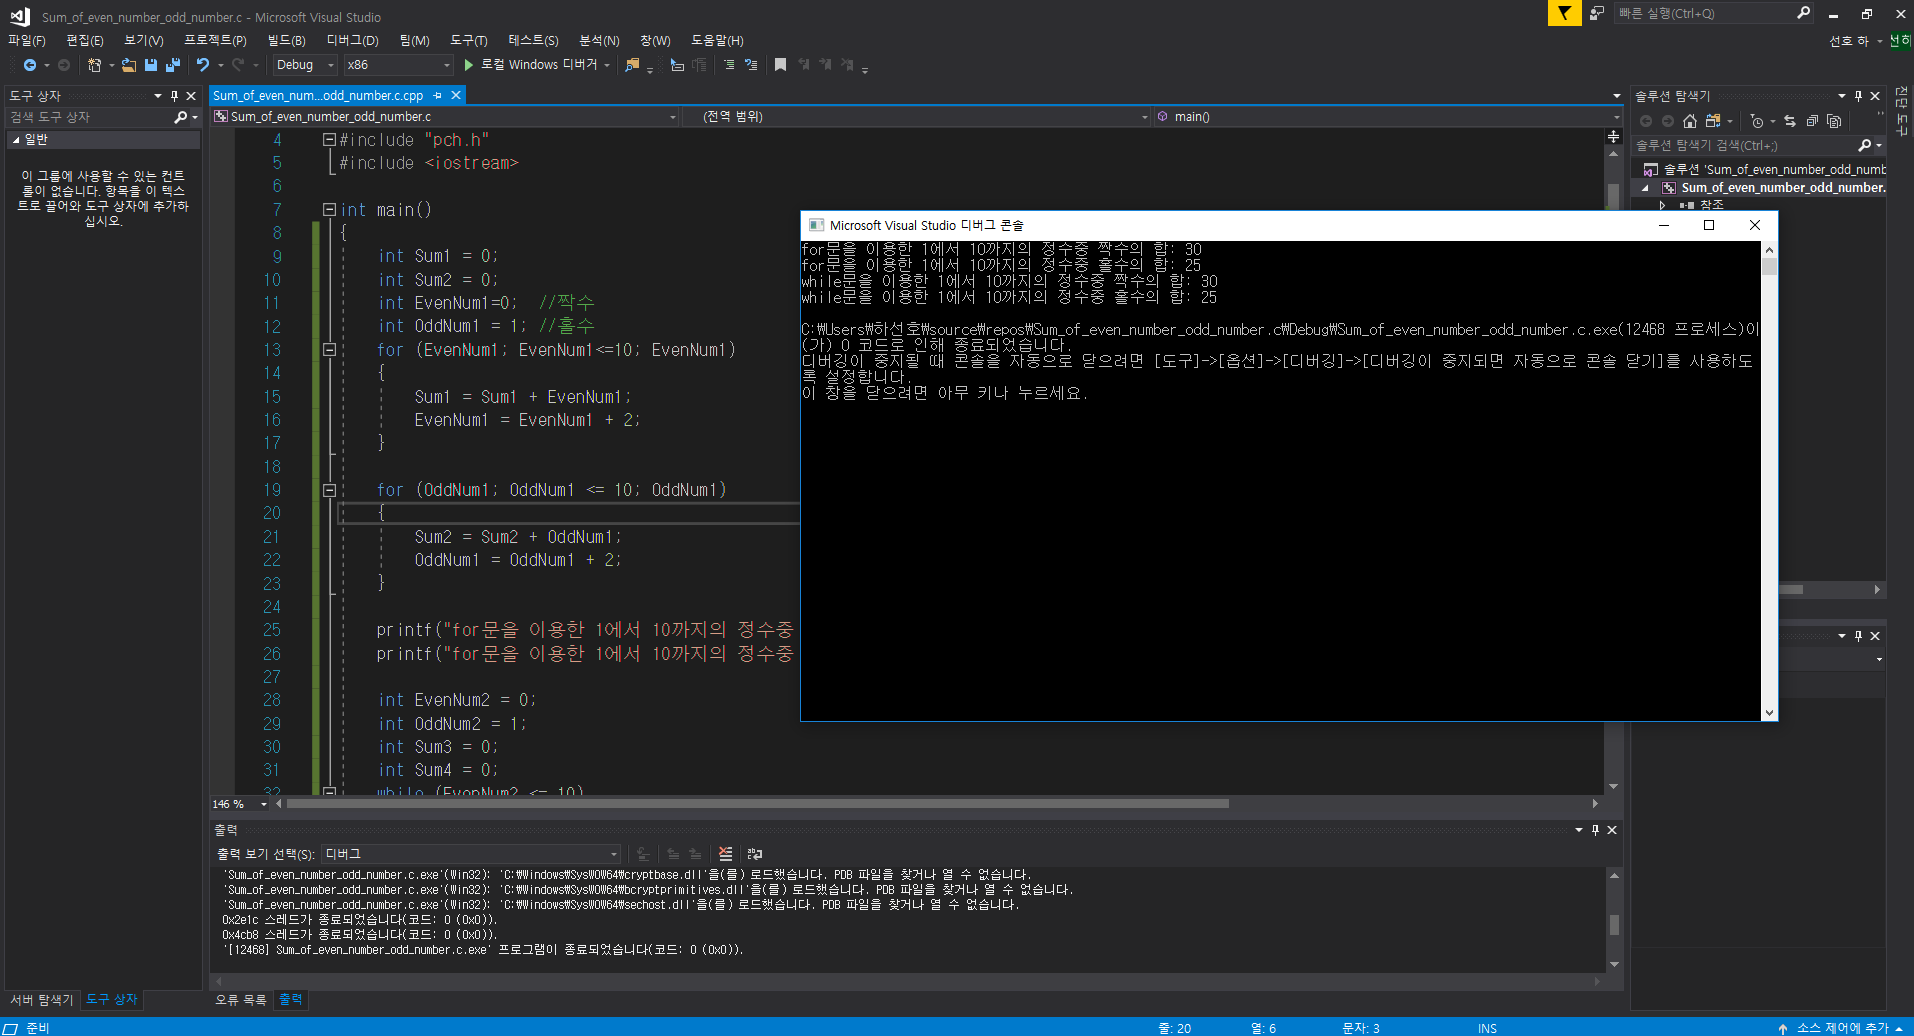 Sum_of_even_number_odd_number.c - Microsoft Visual Studio
빠른 실행(Ctrl+Q)
파일(F) 편집(E) 보기(V) 프로젝트(P) 빌드(B) 디버그(D) 팀(M) 도구(T) 테스트(S) 분석(N) 창(W) 도움말(H)
선호 하 선하
Debug x86 로컬 Windows 디버거
도구 상자
검색 도구 상자
일반
이 그룹에 사용할 수 있는 컨트
롤이 없습니다. 항목을 이 텍스
트로 끌어와 도구 상자에 추가하
십시오.
서버 탐색기 도구 상자
Sum_of_even_num...odd_number.c.cpp
Sum_of_even_number_odd_number.c (전역 범위) main()
4 #include "pch.h"
5 #include <iostream>
6
7 int main()
8 {
9 int Sum1 = 0;
10 int Sum2 = 0;
11 int EvenNum1=0; //짝수
12 int OddNum1 = 1; //홀수
13 for (EvenNum1; EvenNum1<=10; EvenNum1)
14 {
15 Sum1 = Sum1 + EvenNum1;
16 EvenNum1 = EvenNum1 + 2;
17 }
18
19 for (OddNum1; OddNum1 <= 10; OddNum1)
20 {
21 Sum2 = Sum2 + OddNum1;
22 OddNum1 = OddNum1 + 2;
23 }
24
25 printf("for문을 이용한 1에서 10까지의 정수중
26 printf("for문을 이용한 1에서 10까지의 정수중
27
28 int EvenNum2 = 0;
29 int OddNum2 = 1;
30 int Sum3 = 0;
31 int Sum4 = 0;
32 while (EvenNum2 <= 10)
146 %
Microsoft Visual Studio 디버그 콘솔
for문을 이용한 1에서 10까지의 정수중 짝수의 합: 30
for문을 이용한 1에서 10까지의 정수중 홀수의 합: 25
while문을 이용한 1에서 10까지의 정수중 짝수의 합: 30
while문을 이용한 1에서 10까지의 정수중 홀수의 합: 25
C:₩Users₩하선호₩source₩repos₩Sum_of_even_number_odd_number.c₩Debug₩Sum_of_even_number_odd_number.c.exe(12468 프로세스)이
(가) 0 코드로 인해 종료되었습니다.
디버깅이 중지될 때 콘솔을 자동으로 닫으려면 [도구]->[옵션]->[디버깅]->[디버깅이 중지되면 자동으로 콘솔 닫기]를 사용하도
록 설정합니다.
이 창을 닫으려면 아무 키나 누르세요.
솔루션 탐색기
솔루션 탐색기 검색(Ctrl+;)
솔루션 'Sum_of_even_number_odd_numb
Sum_of_even_number_odd_number.
참조
진단 도구
출력
출력 보기 선택(S): 디버그
'Sum_of_even_number_odd_number.c.exe'(Win32): 'C:₩Windows₩SysWOW64₩cryptbase.dll'을(를) 로드했습니다. PDB 파일을 찾거나 열 수 없습니다.
'Sum_of_even_number_odd_number.c.exe'(Win32): 'C:₩Windows₩SysWOW64₩bcryptprimitives.dll'을(를) 로드했습니다. PDB 파일을 찾거나 열 수 없습니다.
'Sum_of_even_number_odd_number.c.exe'(Win32): 'C:₩Windows₩SysWOW64₩sechost.dll'을(를) 로드했습니다. PDB 파일을 찾거나 열 수 없습니다.
0x2e1c 스레드가 종료되었습니다(코드: 0 (0x0)).
0x4cb8 스레드가 종료되었습니다(코드: 0 (0x0)).
'[12468] Sum_of_even_number_odd_number.c.exe' 프로그램이 종료되었습니다(코드: 0 (0x0)).
오류 목록 출력
준비 줄: 20 열: 6 문자: 3 INS 소스 제어에 추가